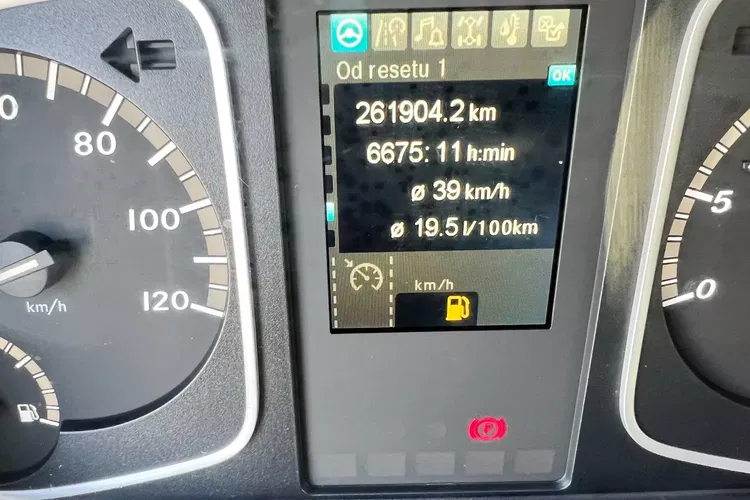 Od resetu 1
OK
261904.2 km
6675:11 h:min
ø 39 km/h
ø 19.5 l/100km
km/h
80
100
120
km/h
5
0
P